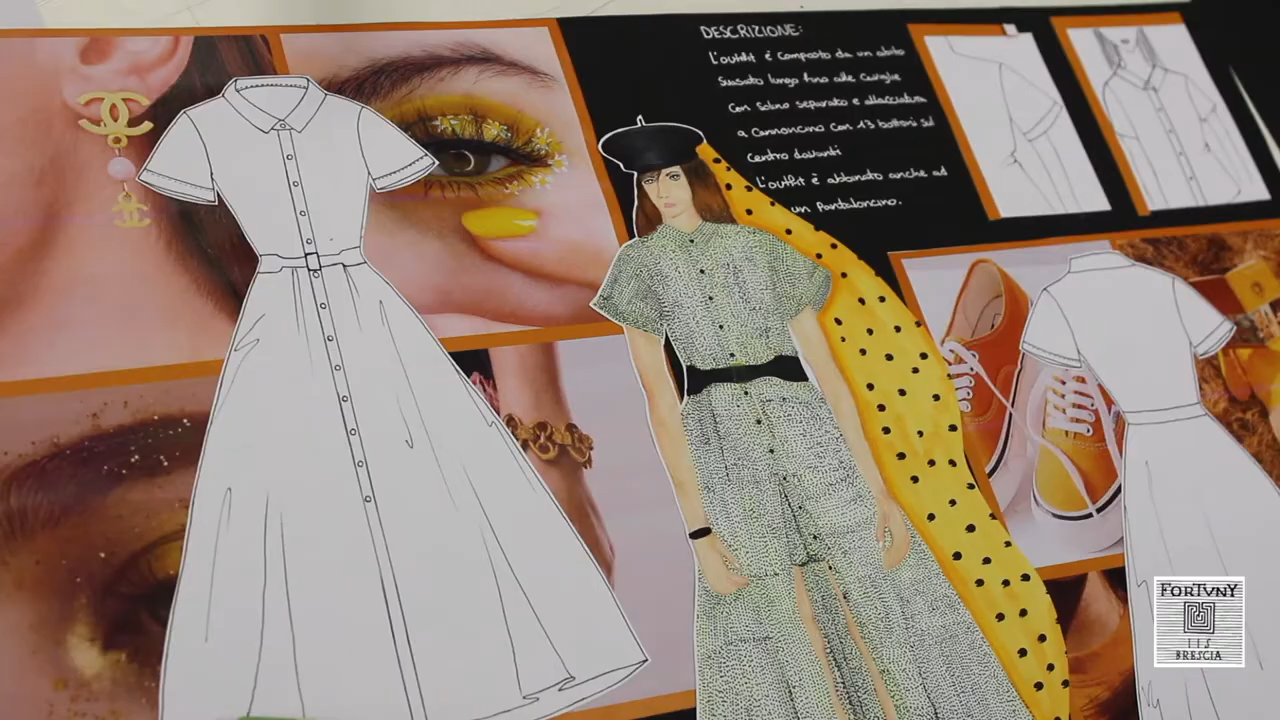 DESCRIZIONE:
L'outfit è composto da un abito
svasato lungo fino alle caviglie
con solino separato e allacciatura
a cannoncino con 13 bottoni sul
centro davanti
L'outfit è abbinato anche ad
un pantaloncino.
FORTVNY
IIS
BRESCIA